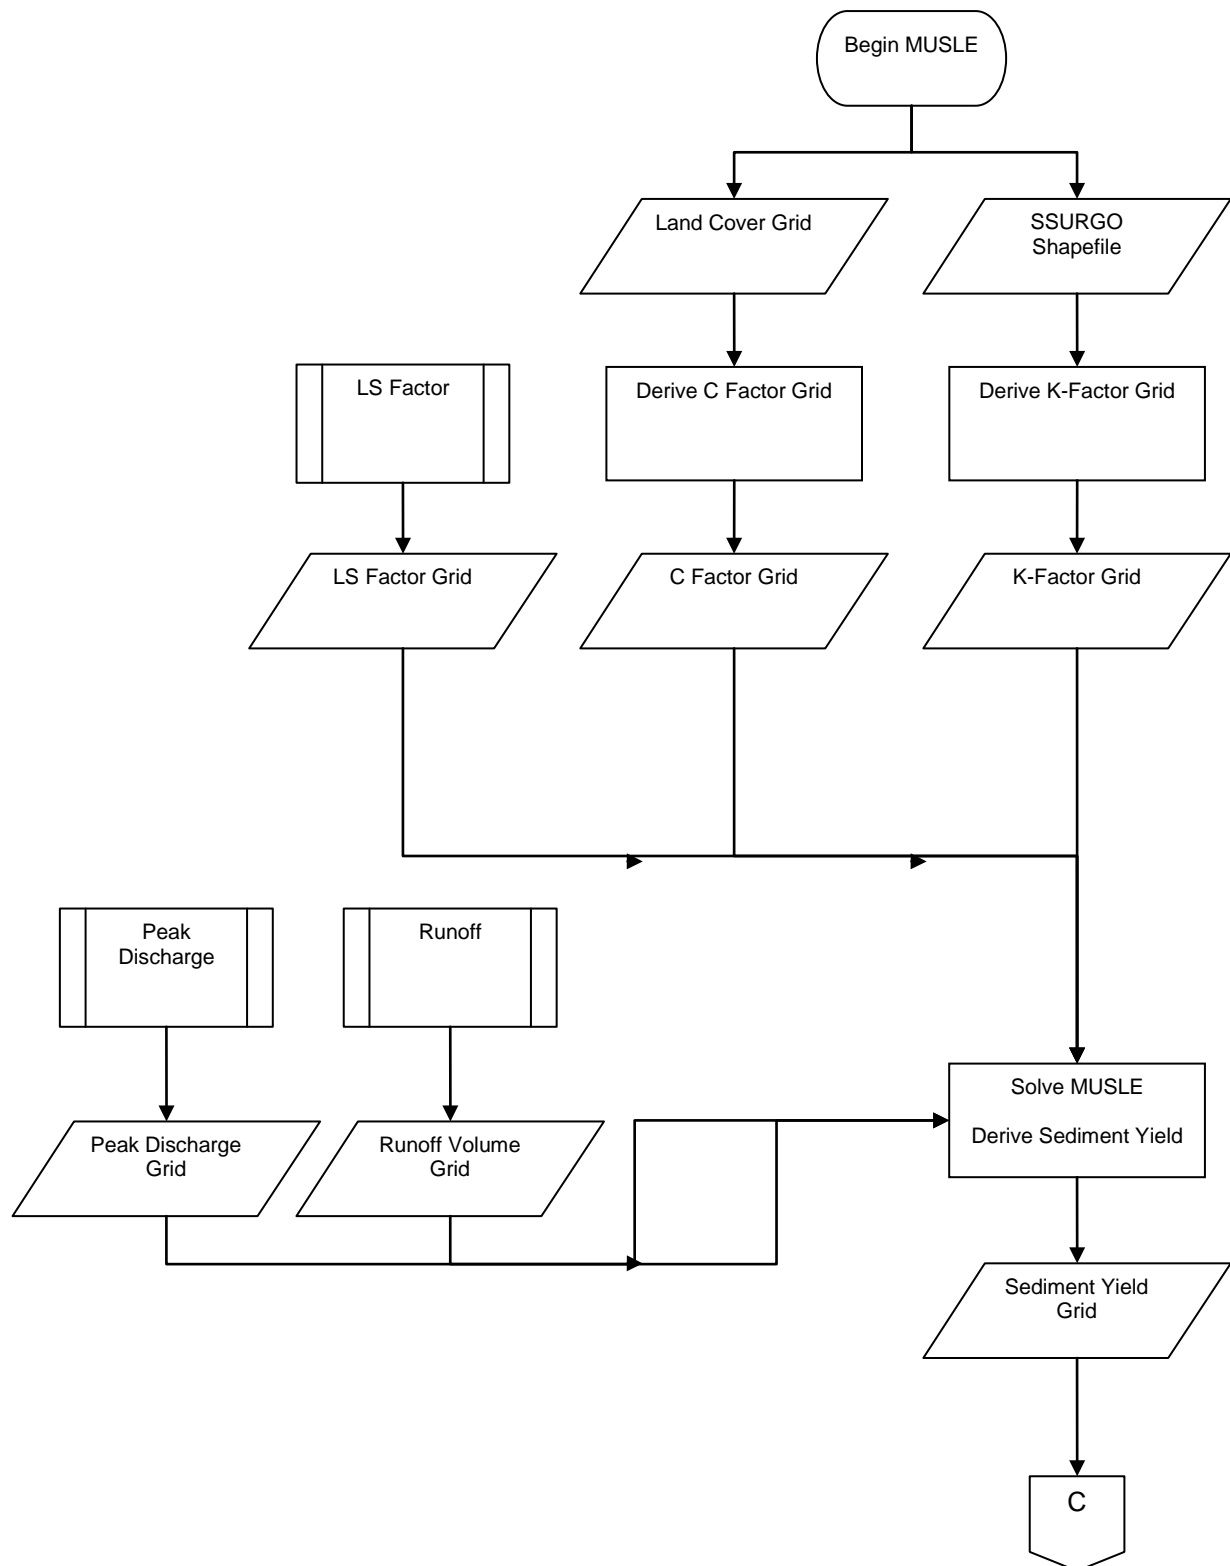 Begin MUSLE
Land Cover Grid
SSURGO
Shapefile
LS Factor
Derive C Factor Grid
Derive K-Factor Grid
LS Factor Grid
C Factor Grid
K-Factor Grid
Peak
Discharge
Runoff
Solve MUSLE
Derive Sediment Yield
Peak Discharge
Grid
Runoff Volume
Grid
Sediment Yield
Grid
C